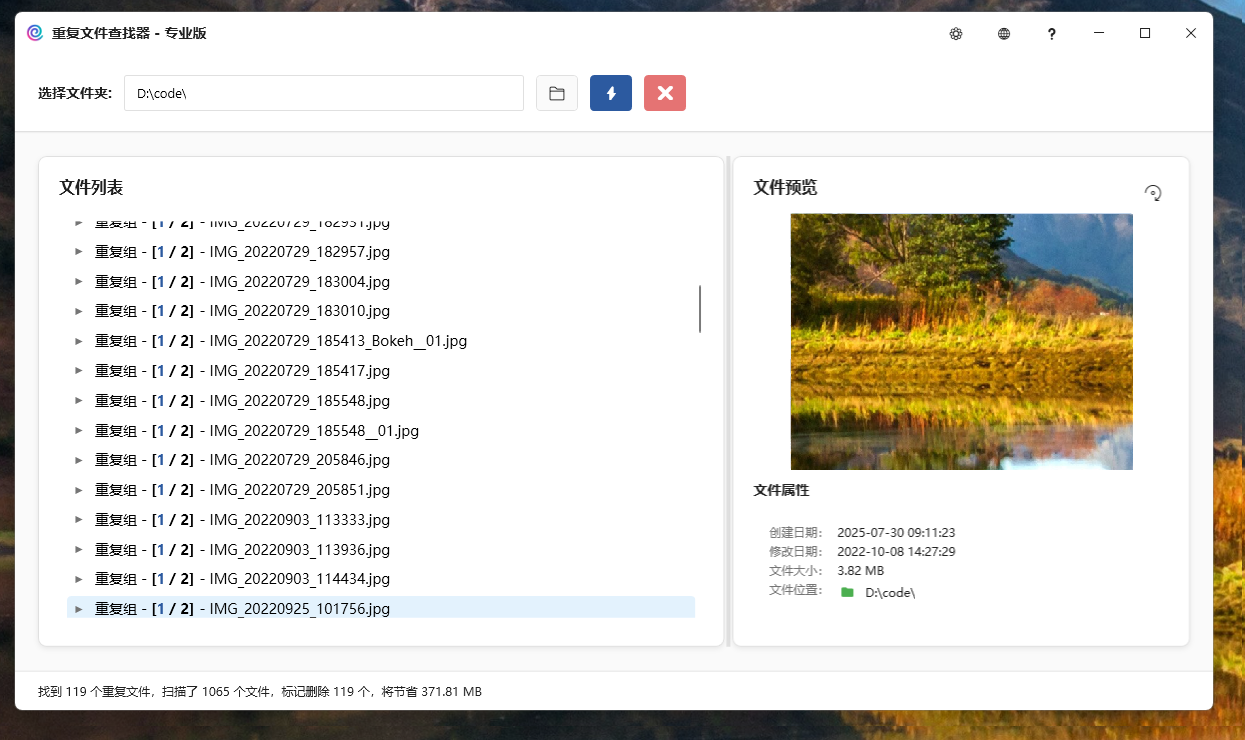 重复文件查找器 - 专业版
选择文件夹: D:\code\
文件列表
重复组 - [1 / 2] - IMG_20220729_182951.jpg
重复组 - [1 / 2] - IMG_20220729_182957.jpg
重复组 - [1 / 2] - IMG_20220729_183004.jpg
重复组 - [1 / 2] - IMG_20220729_183010.jpg
重复组 - [1 / 2] - IMG_20220729_185413_Bokeh__01.jpg
重复组 - [1 / 2] - IMG_20220729_185417.jpg
重复组 - [1 / 2] - IMG_20220729_185548.jpg
重复组 - [1 / 2] - IMG_20220729_185548__01.jpg
重复组 - [1 / 2] - IMG_20220729_205846.jpg
重复组 - [1 / 2] - IMG_20220729_205851.jpg
重复组 - [1 / 2] - IMG_20220903_113333.jpg
重复组 - [1 / 2] - IMG_20220903_113936.jpg
重复组 - [1 / 2] - IMG_20220903_114434.jpg
重复组 - [1 / 2] - IMG_20220925_101756.jpg
文件预览
文件属性
创建日期: 2025-07-30 09:11:23
修改日期: 2022-10-08 14:27:29
文件大小: 3.82 MB
文件位置: D:\code\
找到 119 个重复文件，扫描了 1065 个文件，标记删除 119 个，将节省 371.81 MB